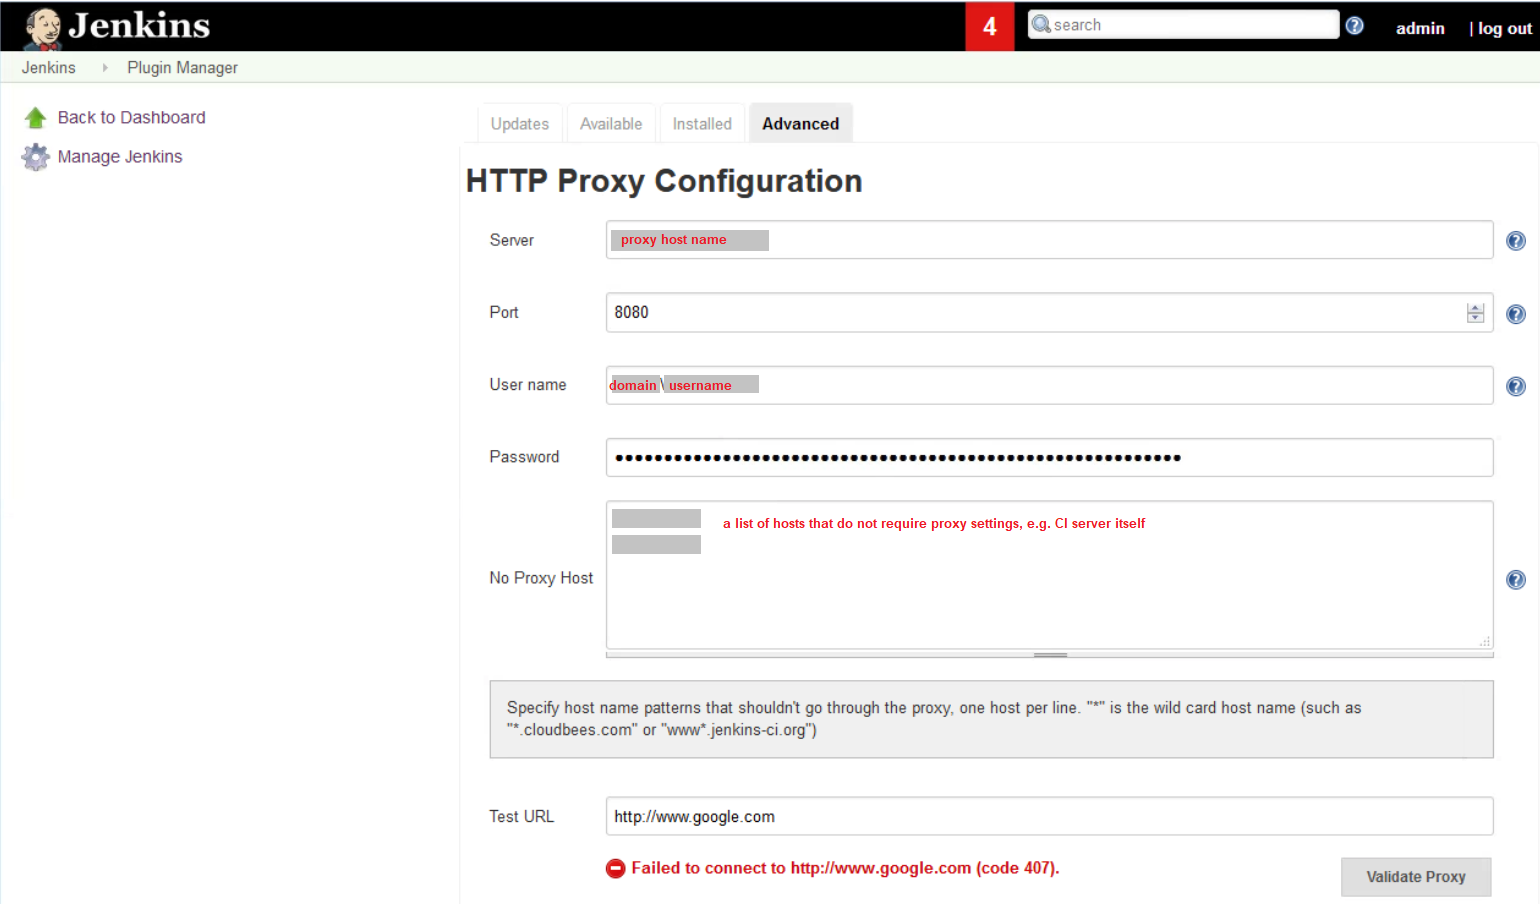 Jenkins
4
search
admin
| log out
Jenkins
Plugin Manager
Back to Dashboard
Manage Jenkins
Updates
Available
Installed
Advanced
HTTP Proxy Configuration
Server
proxy host name
Port
8080
User name
domain \ username
Password
••••••••••••••••••••••••••••••••••••••••••••••••••••••••••
No Proxy Host
a list of hosts that do not require proxy settings, e.g. CI server itself
Specify host name patterns that shouldn't go through the proxy, one host per line. "*" is the wild card host name (such as
"*.cloudbees.com" or "www*.jenkins-ci.org")
Test URL
http://www.google.com
Failed to connect to http://www.google.com (code 407).
Validate Proxy